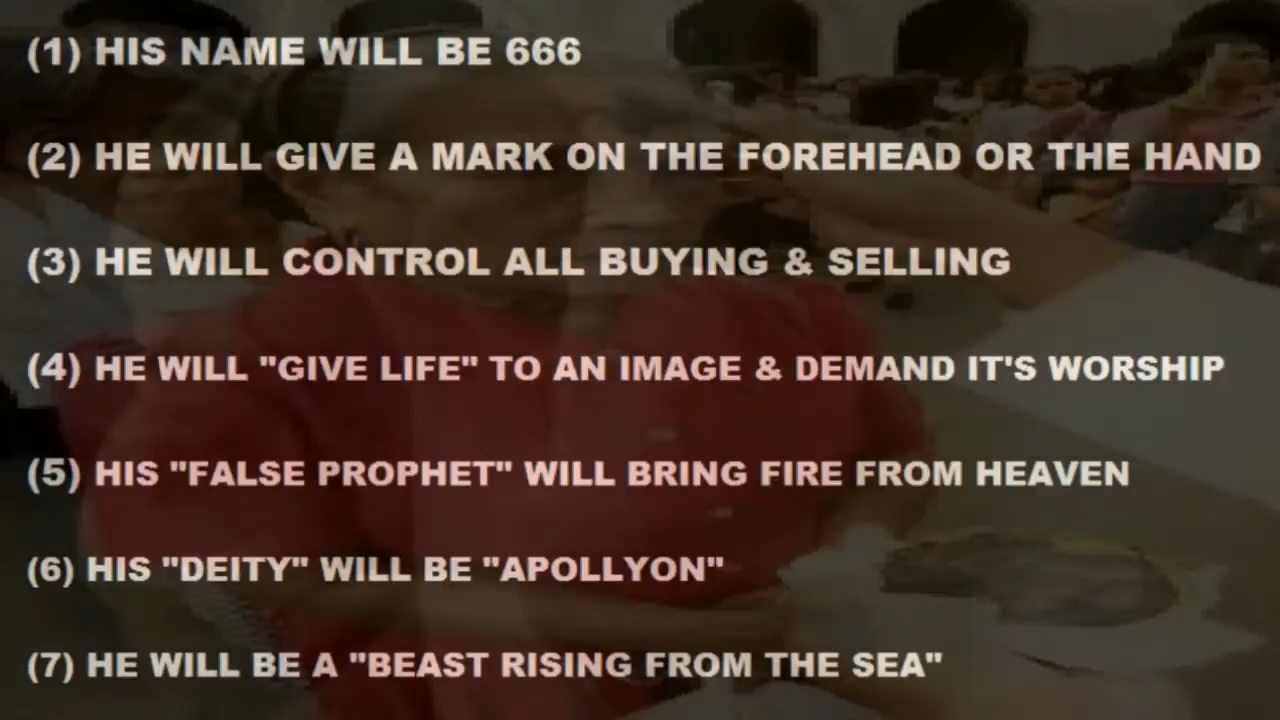 (1) HIS NAME WILL BE 666
(2) HE WILL GIVE A MARK ON THE FOREHEAD OR THE HAND
(3) HE WILL CONTROL ALL BUYING & SELLING
(4) HE WILL "GIVE LIFE" TO AN IMAGE & DEMAND IT'S WORSHIP
(5) HIS "FALSE PROPHET" WILL BRING FIRE FROM HEAVEN
(6) HIS "DEITY" WILL BE "APOLLYON"
(7) HE WILL BE A "BEAST RISING FROM THE SEA"